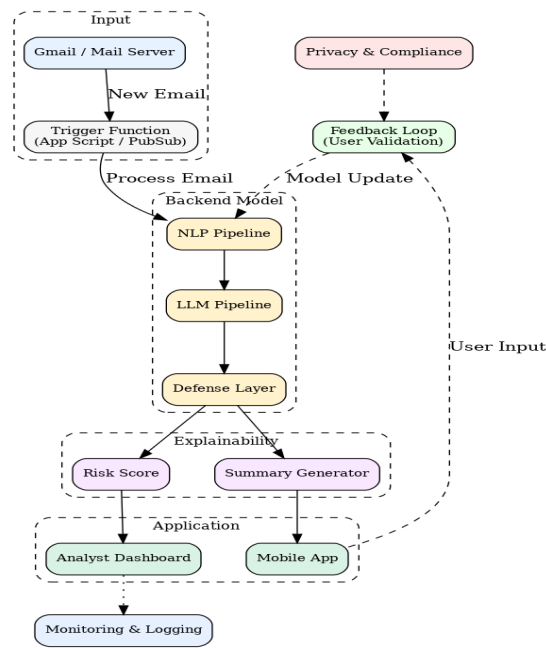 Input
Gmail / Mail Server
Privacy & Compliance
New Email
Trigger Function
(App Script / PubSub)
Feedback Loop
(User Validation)
Process Email
Model Update
Backend Model
NLP Pipeline
LLM Pipeline
User Input
Defense Layer
Explainability
Risk Score
Summary Generator
Application
Analyst Dashboard
Mobile App
Monitoring & Logging